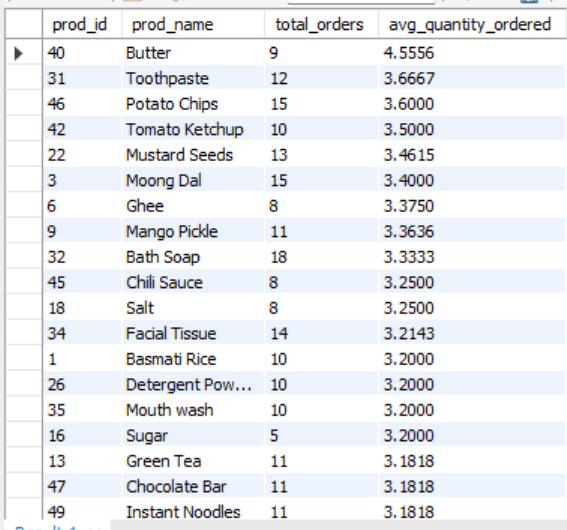 prod_id prod_name total_orders avg_quantity_ordered
40 Butter 9 4.5556
31 Toothpaste 12 3.6667
46 Potato Chips 15 3.6000
42 Tomato Ketchup 10 3.5000
22 Mustard Seeds 13 3.4615
3 Moong Dal 15 3.4000
6 Ghee 8 3.3750
9 Mango Pickle 11 3.3636
32 Bath Soap 18 3.3333
45 Chili Sauce 8 3.2500
18 Salt 8 3.2500
34 Facial Tissue 14 3.2143
1 Basmati Rice 10 3.2000
26 Detergent Pow... 10 3.2000
35 Mouth wash 10 3.2000
16 Sugar 5 3.2000
13 Green Tea 11 3.1818
47 Chocolate Bar 11 3.1818
49 Instant Noodles 11 3.1818